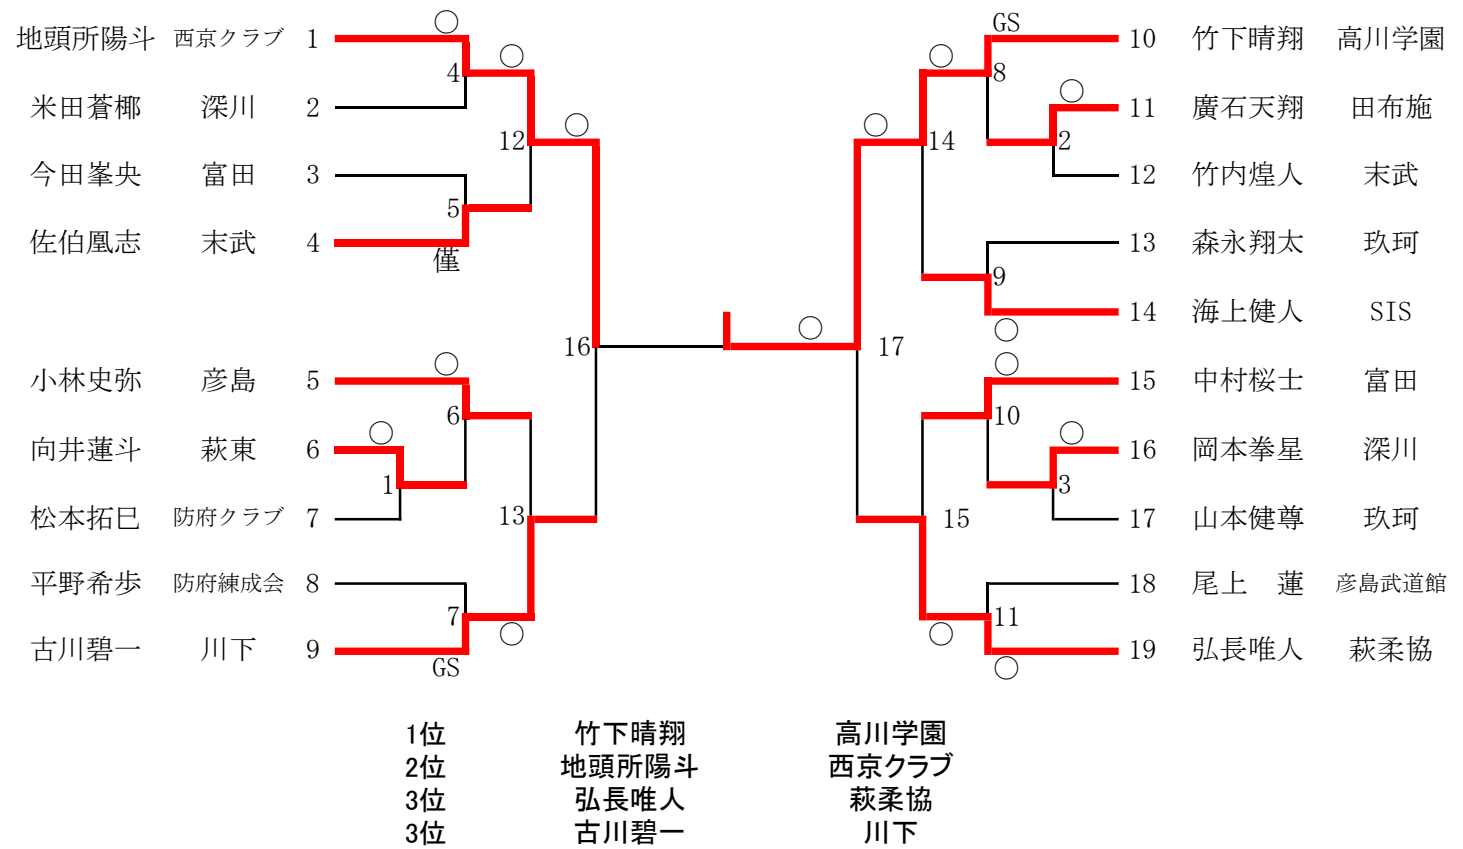 地頭所陽斗 西京クラブ 1
米田蒼椰 深川 2
今田峯央 富田 3
佐伯凰志 末武 4
小林史弥 彦島 5
向井蓮斗 萩東 6
松本拓巳 防府クラブ 7
平野希歩 防府練成会 8
古川碧一 川下 9
○
4
○
12
○
5
僅
16
○
6
○
1
13
7
○
GS
○
17
○
14
○
GS
8
○
2
9
○
○
10
○
3
15
11
○
○
10 竹下晴翔 高川学園
11 廣石天翔 田布施
12 竹内煌人 末武
13 森永翔太 玖珂
14 海上健人 SIS
15 中村桜士 富田
16 岡本拳星 深川
17 山本健尊 玖珂
18 尾上 蓮 彦島武道館
19 弘長唯人 萩柔協
1位 竹下晴翔 高川学園
2位 地頭所陽斗 西京クラブ
3位 弘長唯人 萩柔協
3位 古川碧一 川下